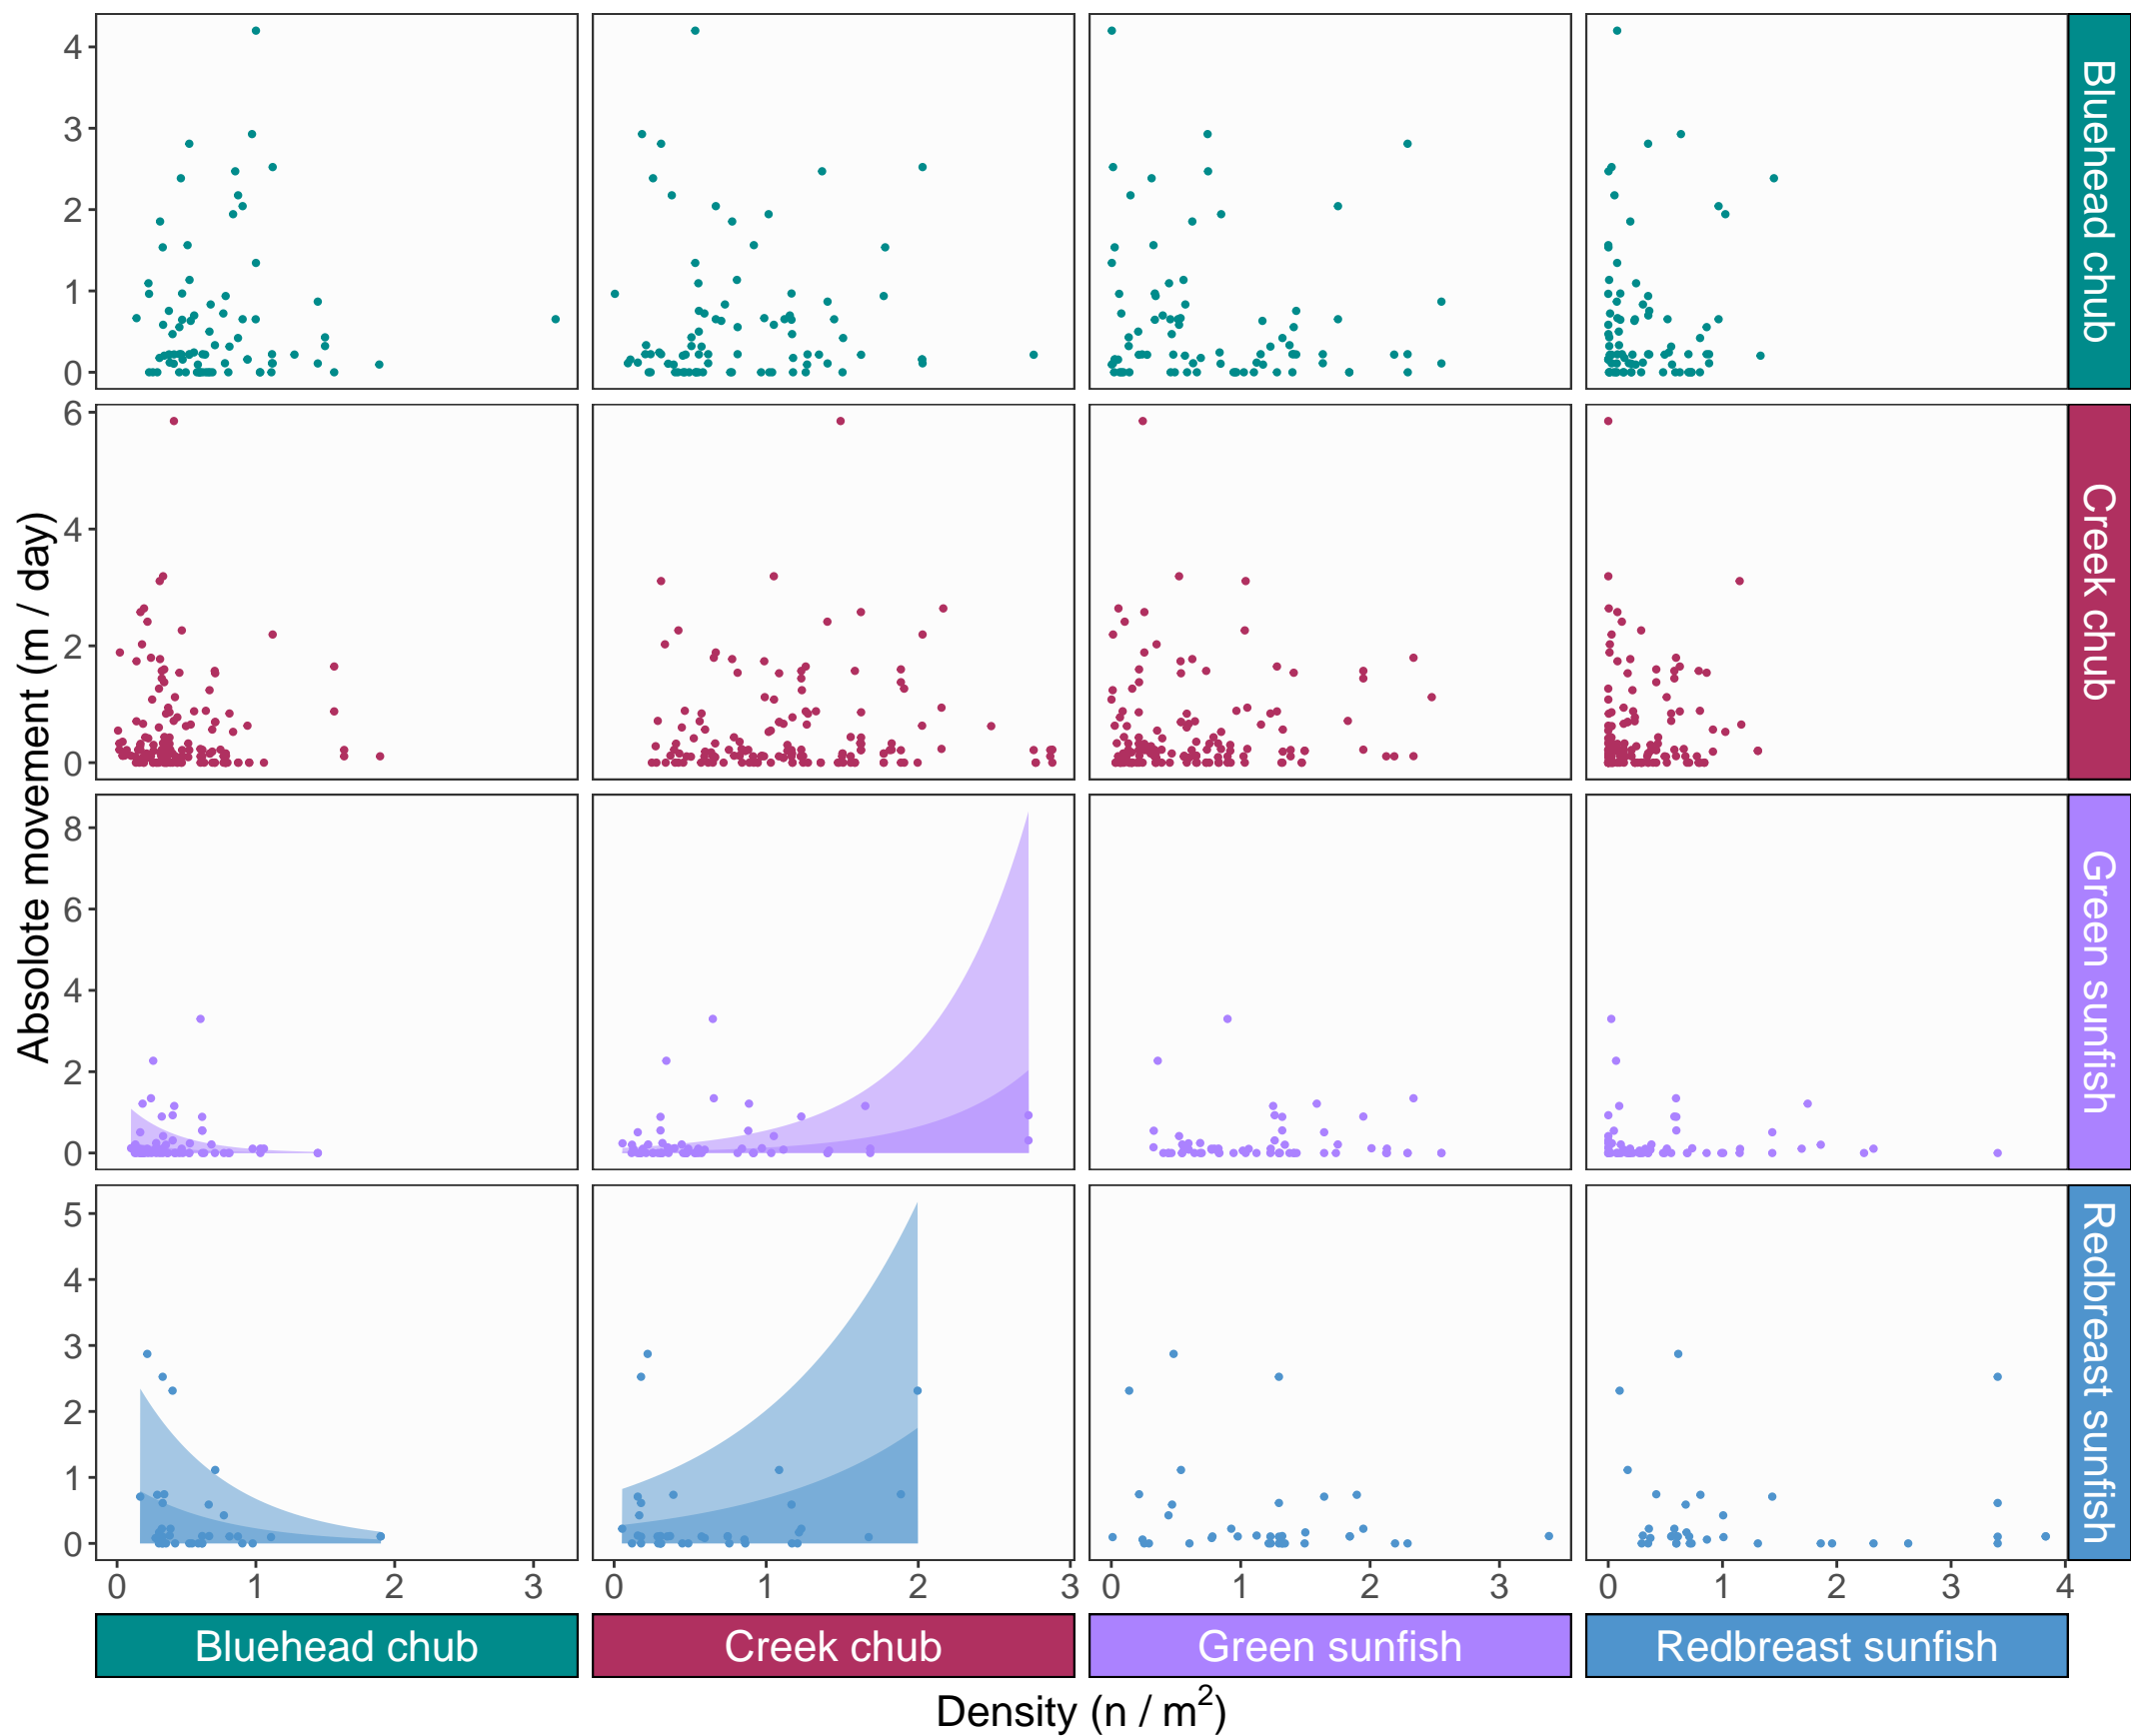 4
3
2
1
0
Bluehead chub
6
4
2
0
Creek chub
Absolote movement (m / day)
8
6
4
2
0
Green sunfish
5
4
3
2
1
0
Redbreast sunfish
0 1 2 3 0 1 2 3 0 1 2 3 0 1 2 3 4
Bluehead chub Creek chub Green sunfish Redbreast sunfish
Density (n / m²)